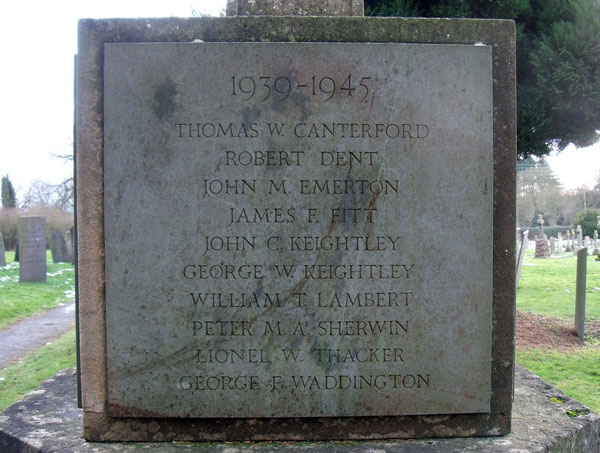 1939-1945
THOMAS W. CANTERFORD
ROBERT DENT
JOHN M. EMERTON
JAMES F. FITT
JOHN C. KEIGHTLEY
GEORGE W. KEIGHTLEY
WILLIAM T. LAMBERT
PETER M. A. SHERWIN
LIONEL W. THACKER
GEORGE P. WADDINGTON